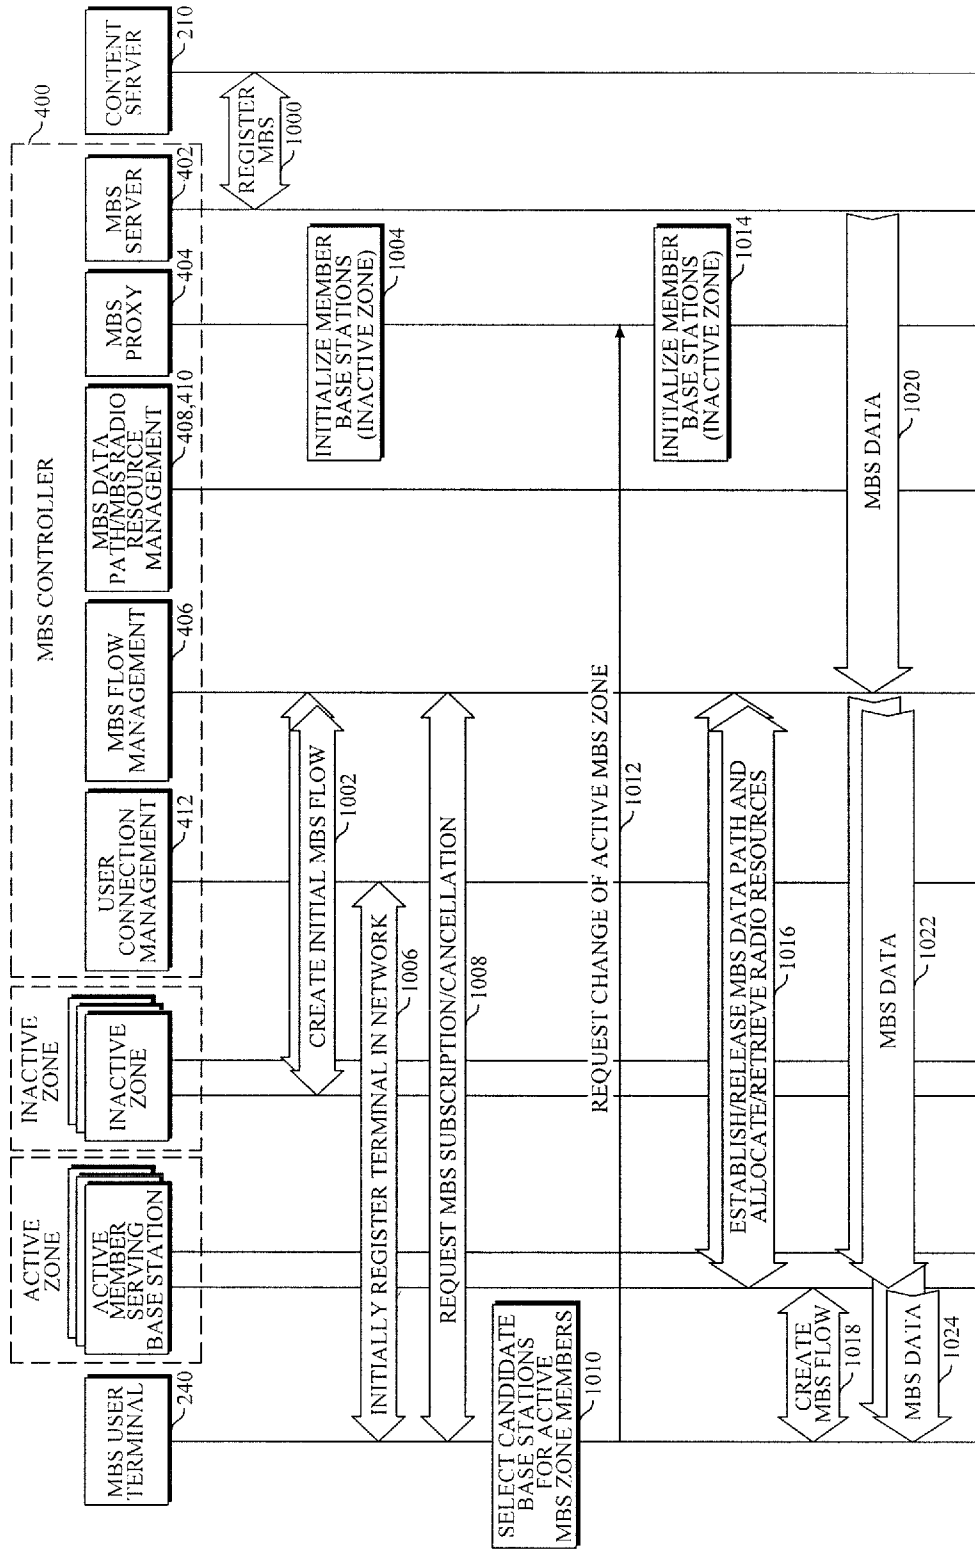 MBS CONTROLLER
400
ACTIVE
ZONE
INACTIVE
ZONE
MBS USER
TERMINAL
240
ACTIVE
MEMBER
SERVING
BASE STATION
INACTIVE
ZONE
USER
CONNECTION
MANAGEMENT
412
MBS FLOW
MANAGEMENT
406
MBS DATA
PATH/MBS RADIO
RESOURCE
MANAGEMENT
408,410
MBS
PROXY
404
MBS
SERVER
402
CONTENT
SERVER
210
REGISTER
MBS
1000
CREATE INITIAL MBS FLOW
1002
INITIALIZE MEMBER
BASE STATIONS
(INACTIVE ZONE)
1004
INITIALLY REGISTER TERMINAL IN NETWORK
1006
REQUEST MBS SUBSCRIPTION/CANCELLATION
1008
SELECT CANDIDATE
BASE STATIONS
FOR ACTIVE
MBS ZONE MEMBERS
1010
REQUEST CHANGE OF ACTIVE MBS ZONE
1012
INITIALIZE MEMBER
BASE STATIONS
(INACTIVE ZONE)
1014
ESTABLISH/RELEASE MBS DATA PATH AND
ALLOCATE/RETRIEVE RADIO RESOURCES
1016
CREATE
MBS FLOW
1018
MBS DATA
1020
MBS DATA
1022
MBS DATA
1024